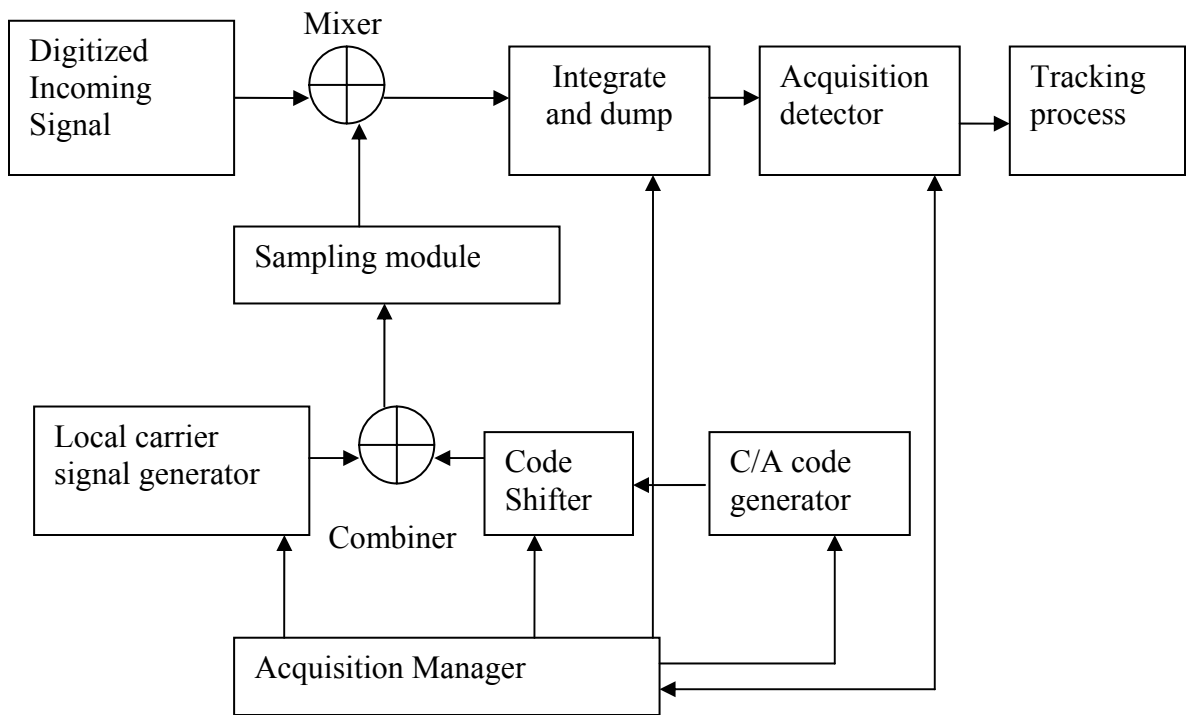 Mixer
Digitized
Incoming
Signal
Integrate
and dump
Acquisition
detector
Tracking
process
Sampling module
Local carrier
signal generator
Combiner
Code
Shifter
C/A code
generator
Acquisition Manager